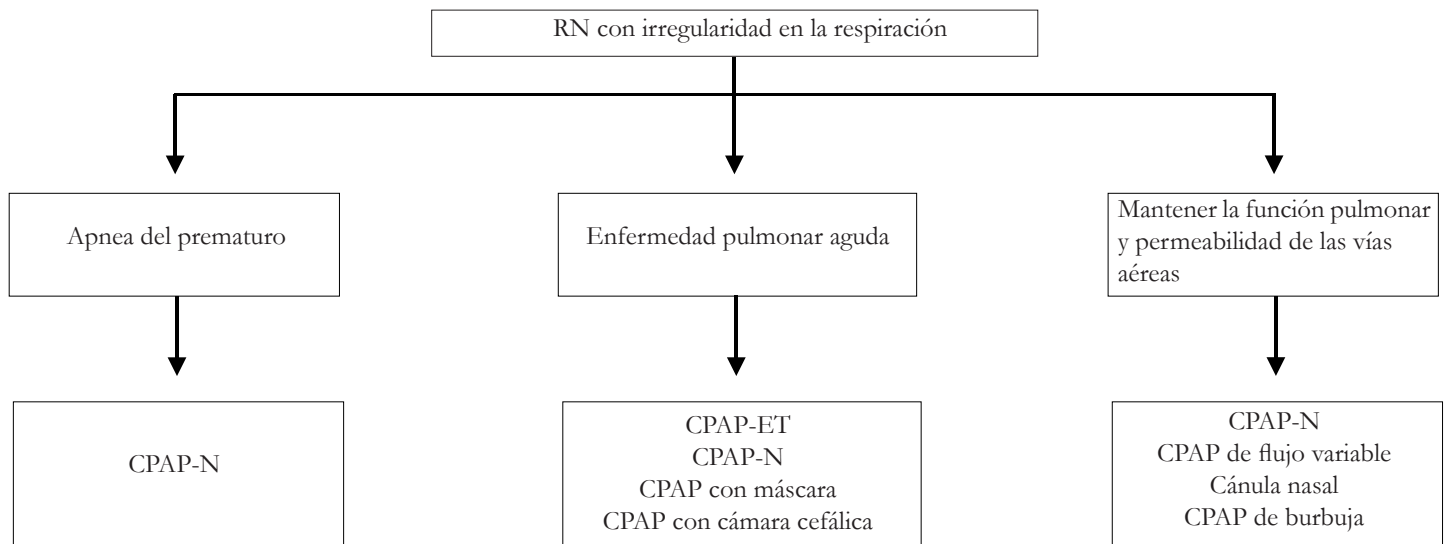 RN con irregularidad en la respiración
Apnea del prematuro
Enfermedad pulmonar aguda
Mantener la función pulmonar
y permeabilidad de las vías
aéreas
CPAP-N
CPAP-ET
CPAP-N
CPAP con máscara
CPAP con cámara cefálica
CPAP-N
CPAP de flujo variable
Cánula nasal
CPAP de burbuja